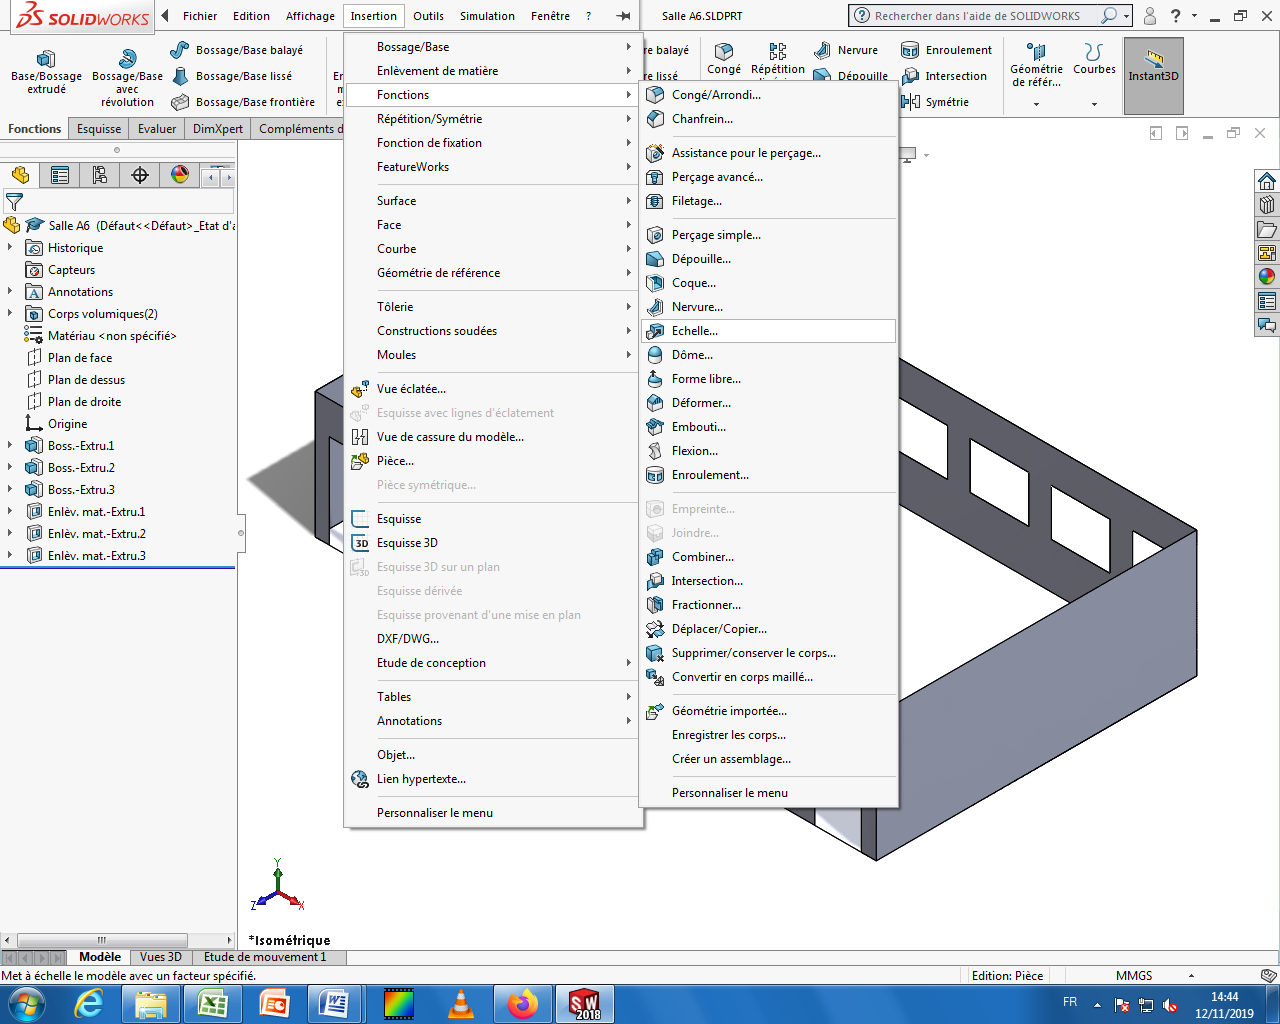 SOLIDWORKS
Fichier Edition Affichage Insertion Outils Simulation Fenêtre ?
Salle A6.SLDPRT
Rechercher dans l'aide de SOLIDWORKS
Base/Bossage extrudé
Bossage/Base avec révolution
Bossage/Base balayé
Bossage/Base lissé
Bossage/Base frontière
re balayé
re lissé
Congé
Répétition
Nervure
Dépouille
Enroulement
Intersection
Symétrie
Géométrie de référ...
Courbes
Instant3D
Fonctions Esquisse Evaluer DimXpert Compléments d
Salle A6 (Défaut<<Défaut>_Etat d'a
Historique
Capteurs
Annotations
Corps volumiques(2)
Matériau <non spécifié>
Plan de face
Plan de dessus
Plan de droite
Origine
Boss.-Extru.1
Boss.-Extru.2
Boss.-Extru.3
Enlèv. mat.-Extru.1
Enlèv. mat.-Extru.2
Enlèv. mat.-Extru.3
Bossage/Base
Enlèvement de matière
Fonctions
Répétition/Symétrie
Fonction de fixation
FeatureWorks
Surface
Face
Courbe
Géométrie de référence
Tôlerie
Constructions soudées
Moules
Vue éclatée...
Esquisse avec lignes d'éclatement
Vue de cassure du modèle...
Pièce...
Pièce symétrique...
Esquisse
3D Esquisse 3D
Esquisse 3D sur un plan
Esquisse dérivée
Esquisse provenant d'une mise en plan
DXF/DWG...
Etude de conception
Tables
Annotations
Objet...
Lien hypertexte...
Personnaliser le menu
Congé/Arrondi...
Chanfrein...
Assistance pour le perçage...
Perçage avancé...
Filetage...
Perçage simple...
Dépouille...
Coque...
Nervure...
Echelle...
Dôme...
Forme libre...
Déformer...
Embouti...
Flexion...
Enroulement...
Empreinte...
Joindre...
Combiner...
Intersection...
Fractionner...
Déplacer/Copier...
Supprimer/conserver le corps...
Convertir en corps maillé...
Géométrie importée...
Enregistrer les corps...
Créer un assemblage...
Personnaliser le menu
Y
Z X
*Isométrique
Modèle Vues 3D Etude de mouvement 1
Met à échelle le modèle avec un facteur spécifié.
Edition: Pièce
MMGS
SW 2018
FR
14:44
12/11/2019